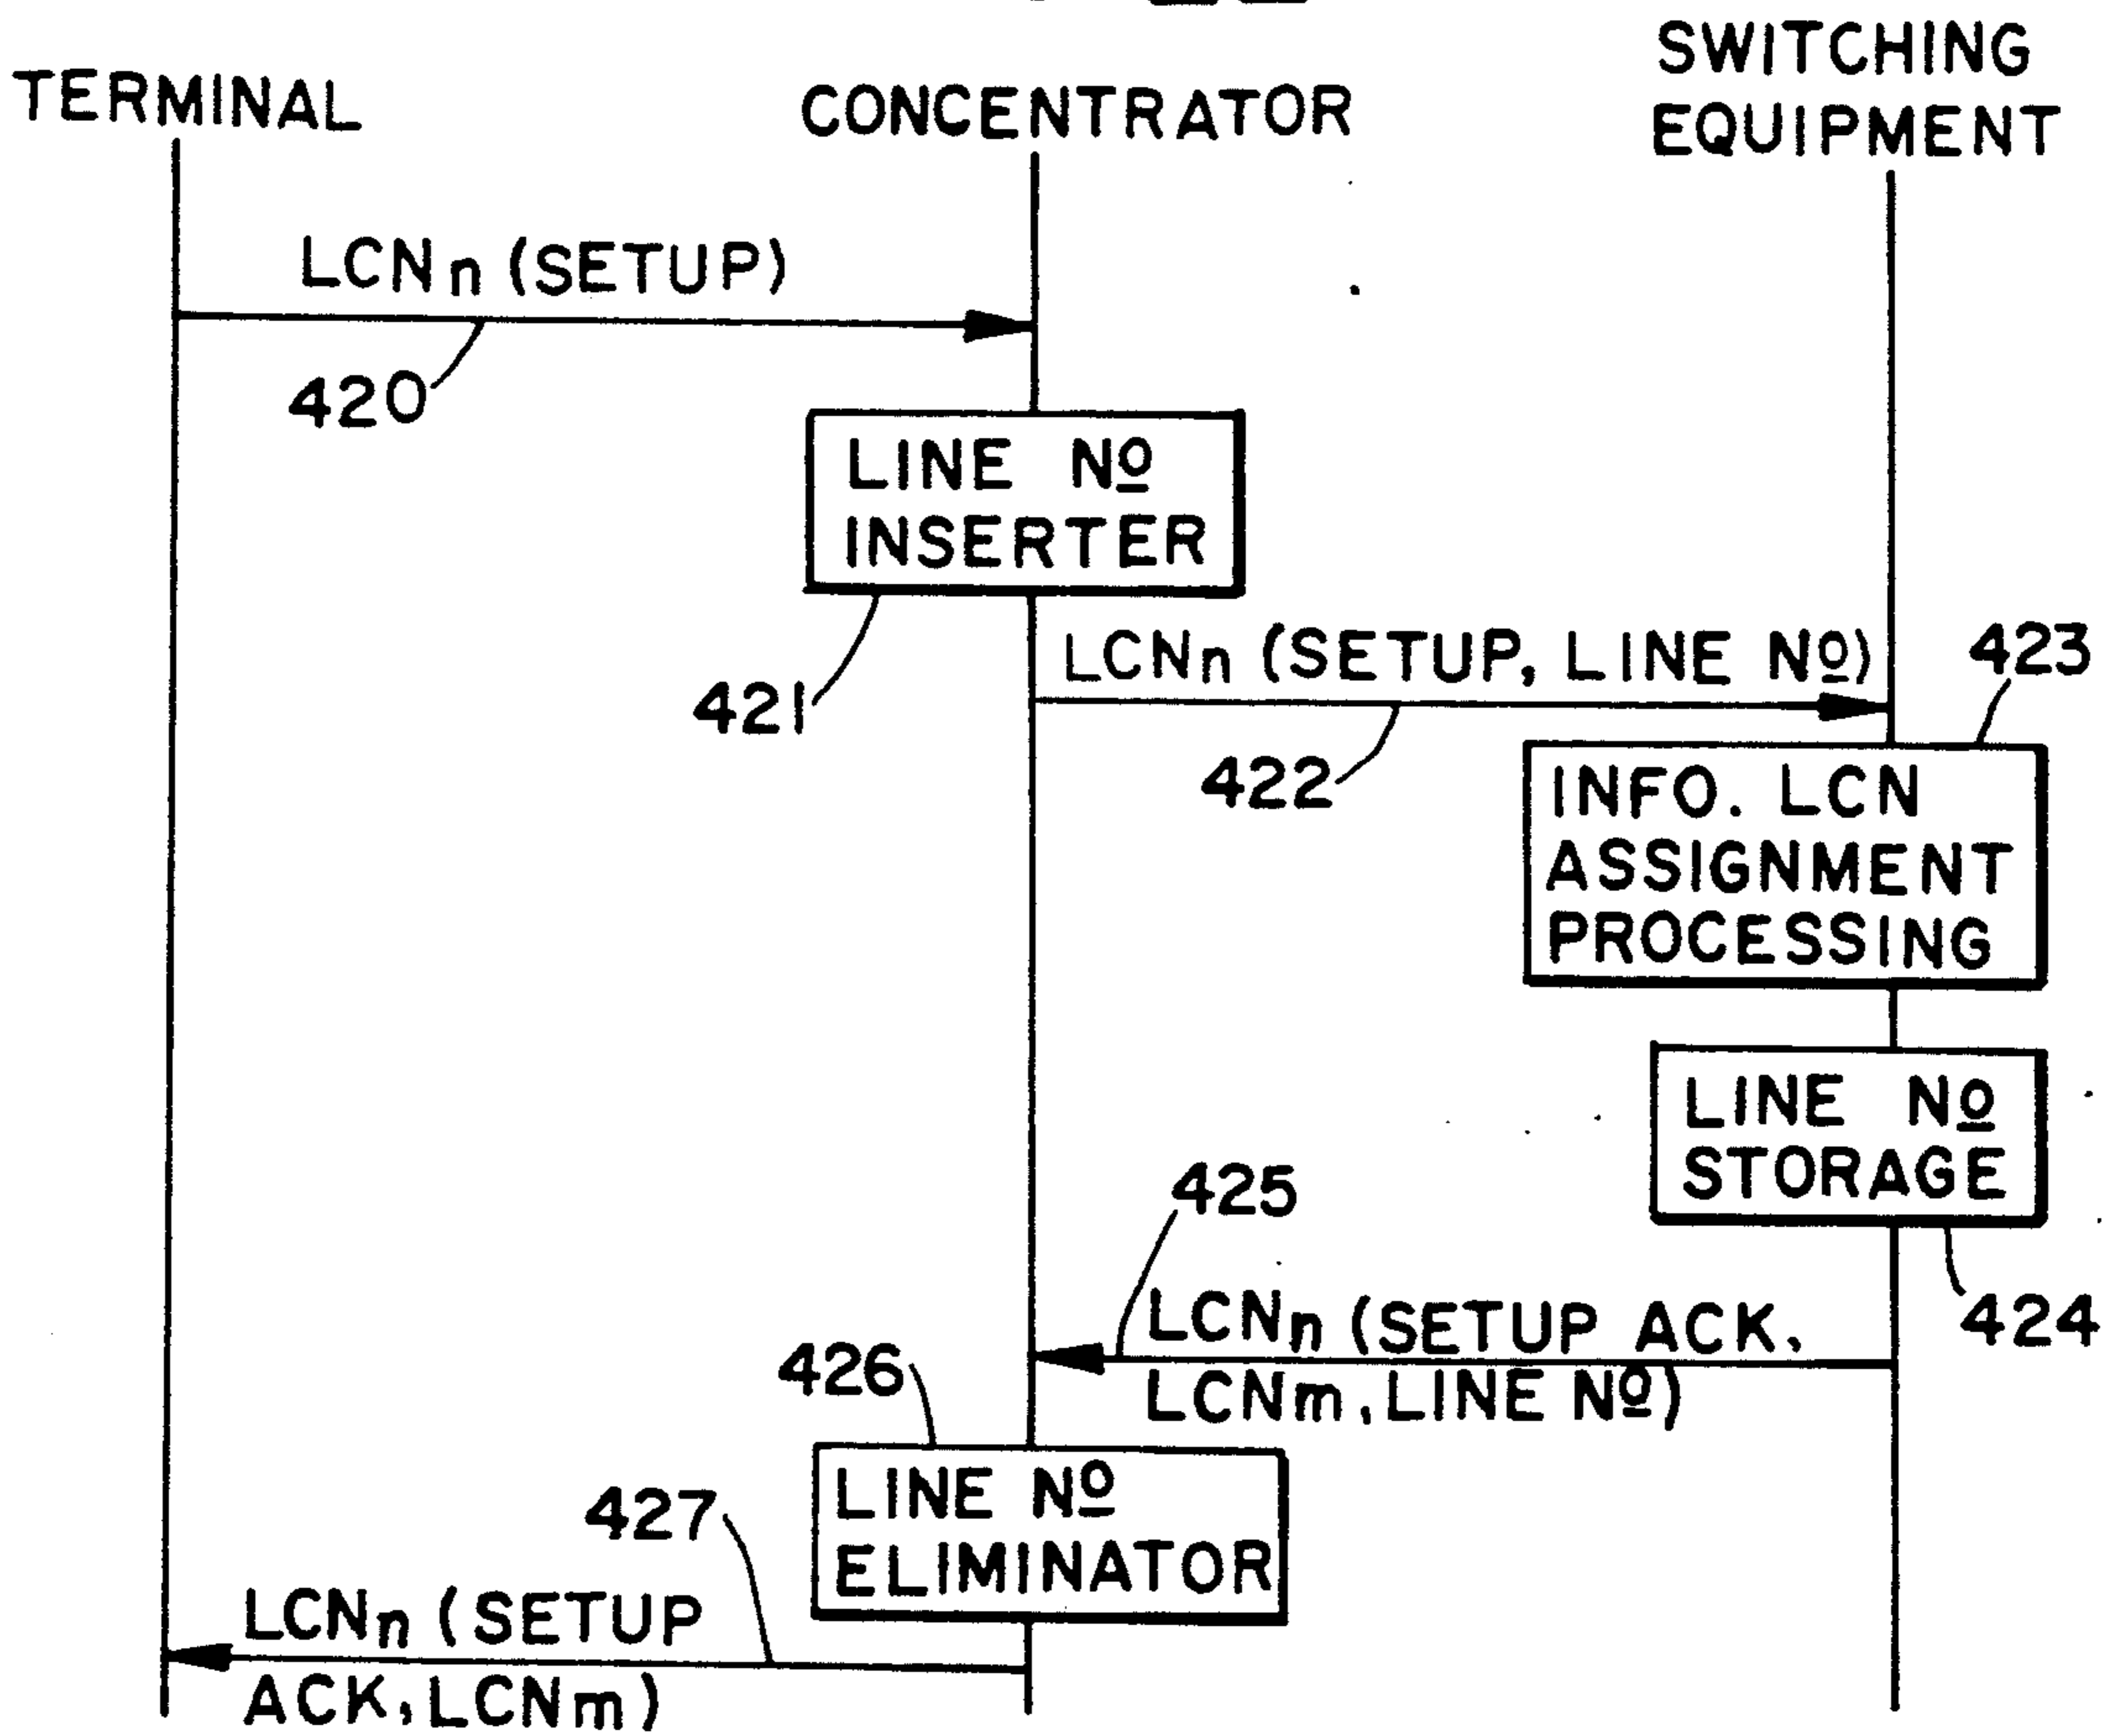 TERMINAL
CONCENTRATOR
SWITCHING
EQUIPMENT
LCNn (SETUP)
420
LINE Nº
INSERTER
421
LCNn (SETUP, LINE Nº)
422
423
INFO. LCN
ASSIGNMENT
PROCESSING
LINE Nº
STORAGE
424
425
LCNn (SETUP ACK,
LCNm, LINE Nº)
426
LINE Nº
ELIMINATOR
427
LCNn (SETUP
ACK, LCNm)